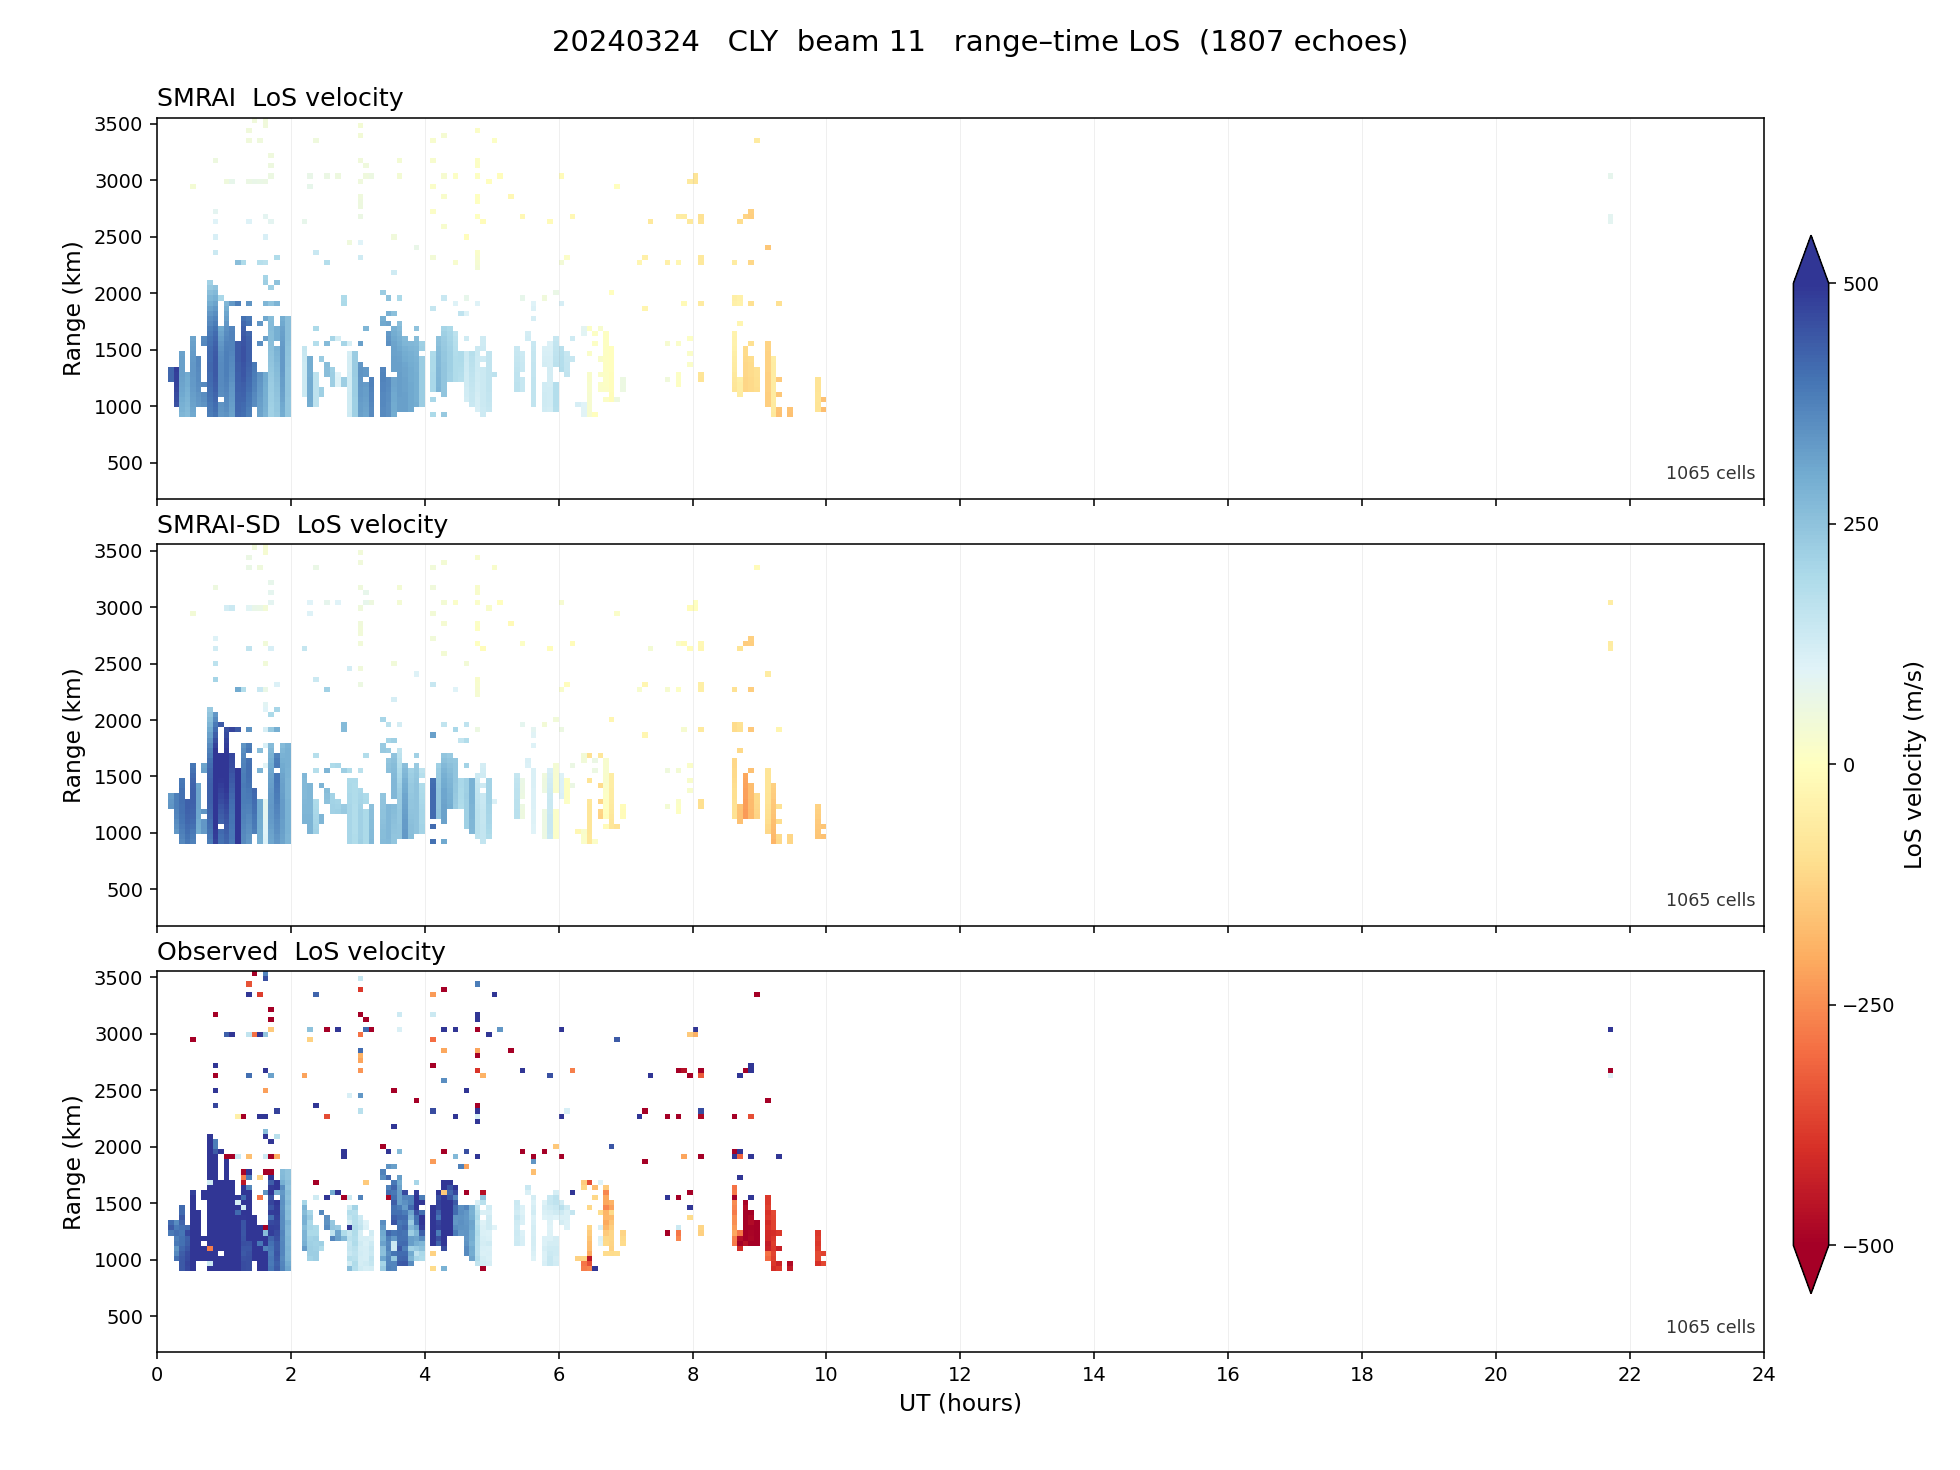 20240324   CLY  beam 11   range–time LoS  (1807 echoes)
SMRAI  LoS velocity
3500
3000
2500
2000
1500
1000
500
Range (km)
1065 cells
SMRAI-SD  LoS velocity
3500
3000
2500
2000
1500
1000
500
Range (km)
1065 cells
Observed  LoS velocity
3500
3000
2500
2000
1500
1000
500
Range (km)
1065 cells
0 2 4 6 8 10 12 14 16 18 20 22 24
UT (hours)
500
250
0
−250
−500
LoS velocity (m/s)